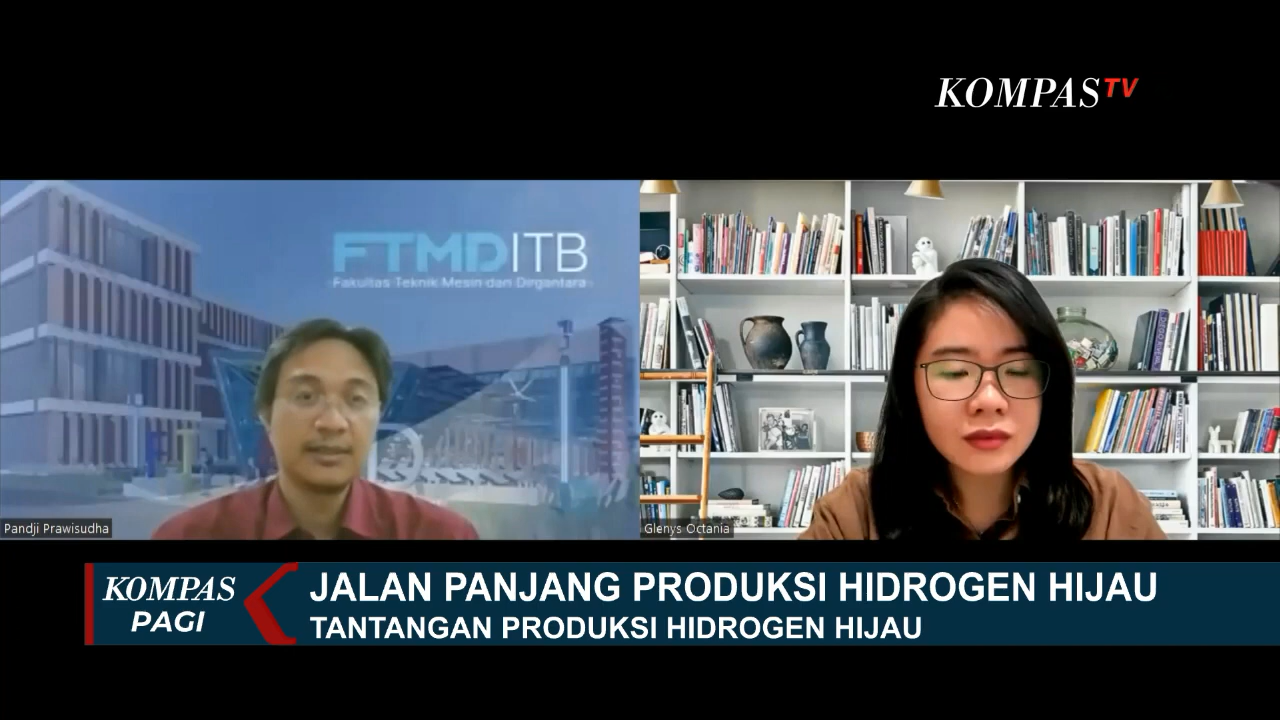 KOMPASTV
FTMDITB
Fakultas Teknik Mesin dan Dirgantara
Pandji Prawisudha
Glenys Octania
KOMPAS
PAGI
JALAN PANJANG PRODUKSI HIDROGEN HIJAU
TANTANGAN PRODUKSI HIDROGEN HIJAU